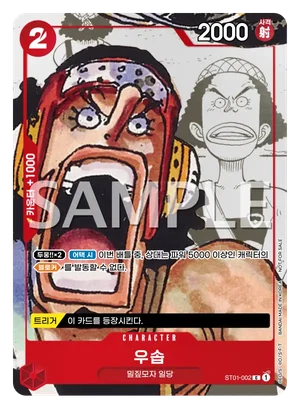 2
2000
사격
射
카운터 +1000
SAMPLE
두웅!!×2 어택 시 이번 배틀 중, 상대는 파워 5000 이상인 캐릭터의
블로커 를 발동할 수 없다.
트리거 이 카드를 등장시킨다.
CHARACTER
우솝
밀짚모자 일당
ST01-002 C 1